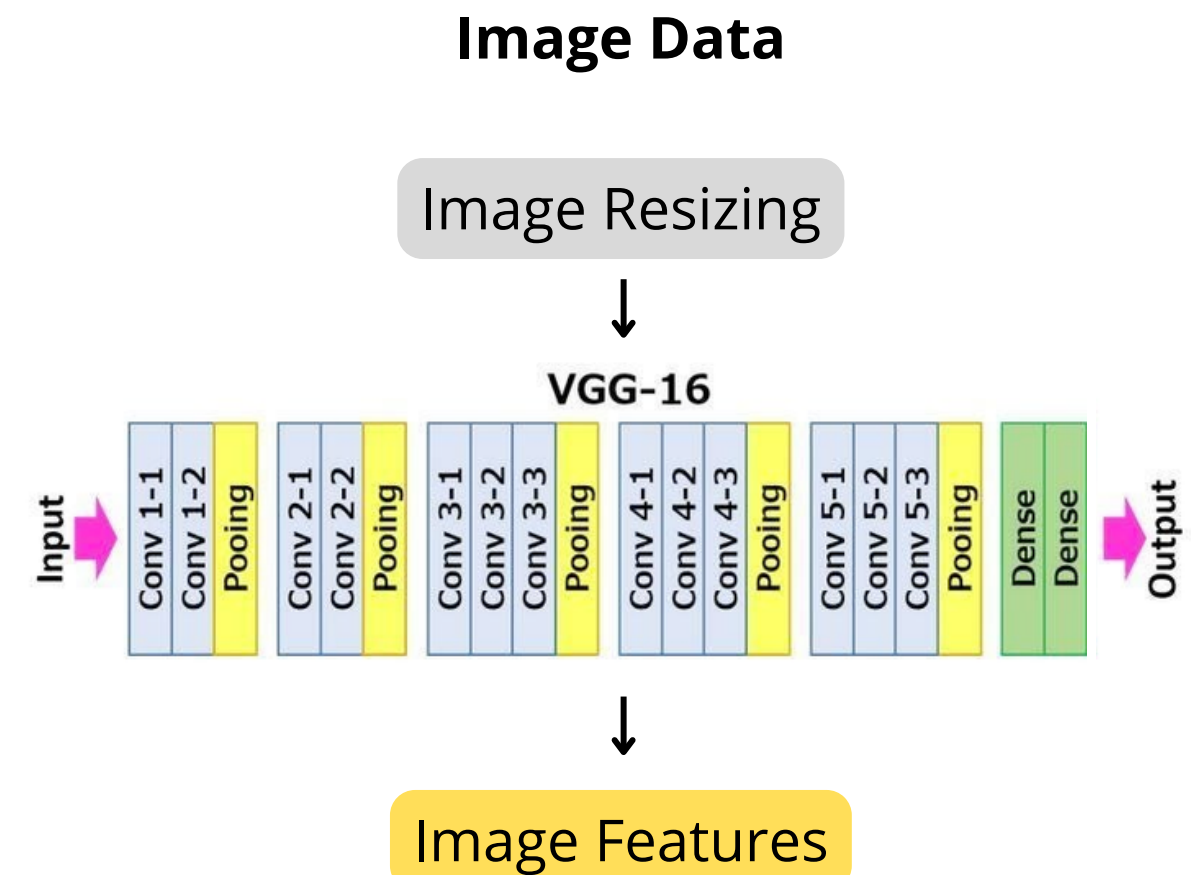 Image Data
Image Resizing
VGG-16
Input
Conv 1-1
Conv 1-2
Pooing
Conv 2-1
Conv 2-2
Pooing
Conv 3-1
Conv 3-2
Conv 3-3
Pooing
Conv 4-1
Conv 4-2
Conv 4-3
Pooing
Conv 5-1
Conv 5-2
Conv 5-3
Pooing
Dense
Dense
Output
Image Features